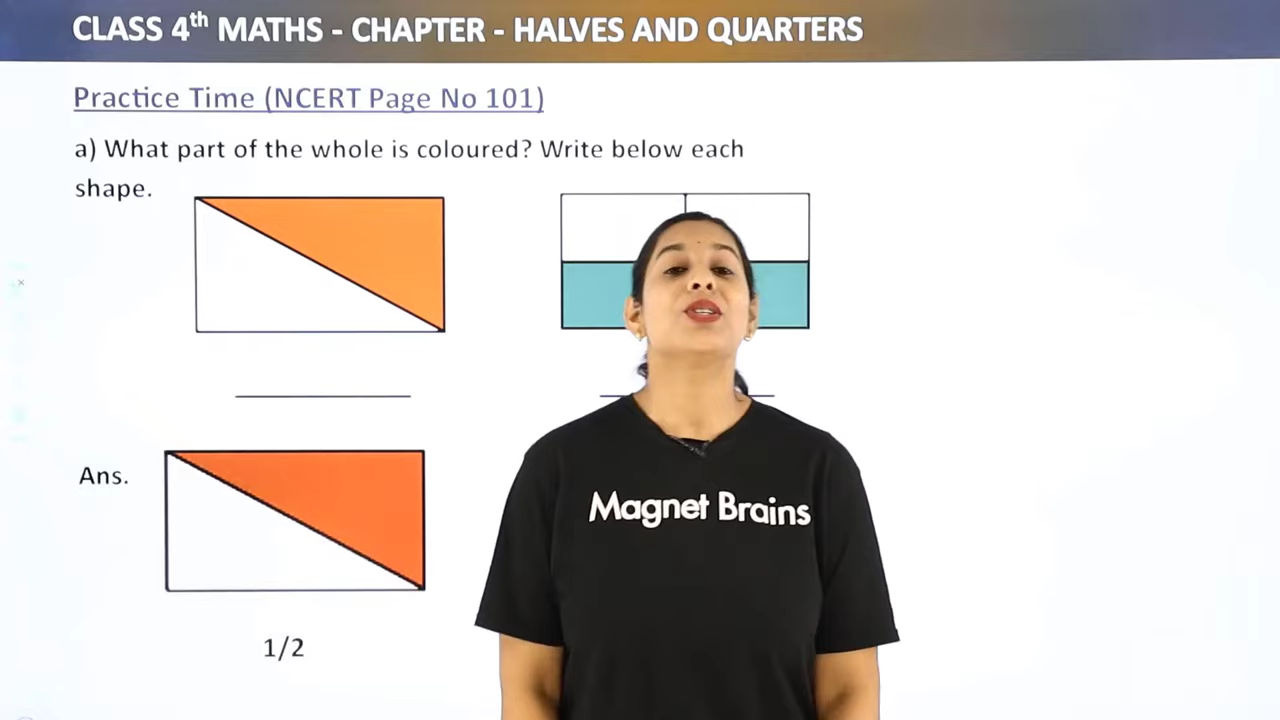 CLASS 4th MATHS - CHAPTER - HALVES AND QUARTERS
Practice Time (NCERT Page No 101)
a) What part of the whole is coloured? Write below each
shape.
Ans.
Magnet Brains
1/2